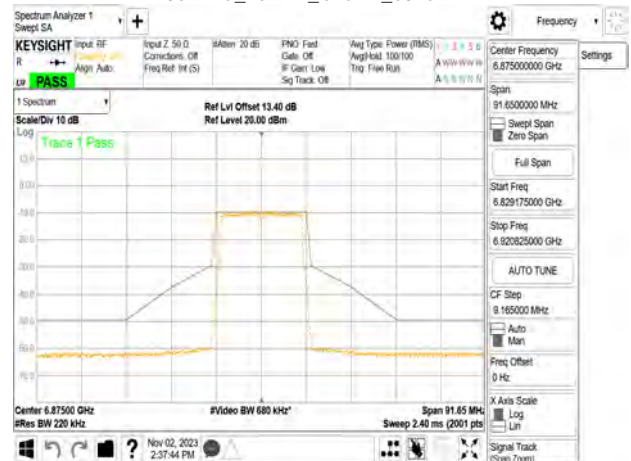 Spectrum Analyzer 1
Swept SA
Frequency
KEYSIGHT
Input: RF
Align: Auto
Input Z: 50 Ω
Corrections: Off
Freq Ref: Int (S)
#Atten: 20 dB
PNO: Fast
Gate: Off
IF Gain: Low
Sig Track: Off
Avg Type: Power (RMS)
Avg|Hold: 100/100
Trig: Free Run
PASS
1 Spectrum
Scale/Div 10 dB
Ref Lvl Offset 13.40 dB
Ref Level 20.00 dBm
Log
Trace 1 Pass
Center 6.87500 GHz
#Res BW 220 kHz
#Video BW 680 kHz*
Span 91.65 MHz
Sweep 2.40 ms (2001 pts
Nov 02, 2023
2:37:44 PM
Center Frequency
6.875000000 GHz
Settings
Span
91.6500000 MHz
Swept Span
Zero Span
Full Span
Start Freq
6.829175000 GHz
Stop Freq
6.920825000 GHz
AUTO TUNE
CF Step
9.165000 MHz
Auto
Man
Freq Offset
0 Hz
X Axis Scale
Log
Lin
Signal Track
(Span Zoom)